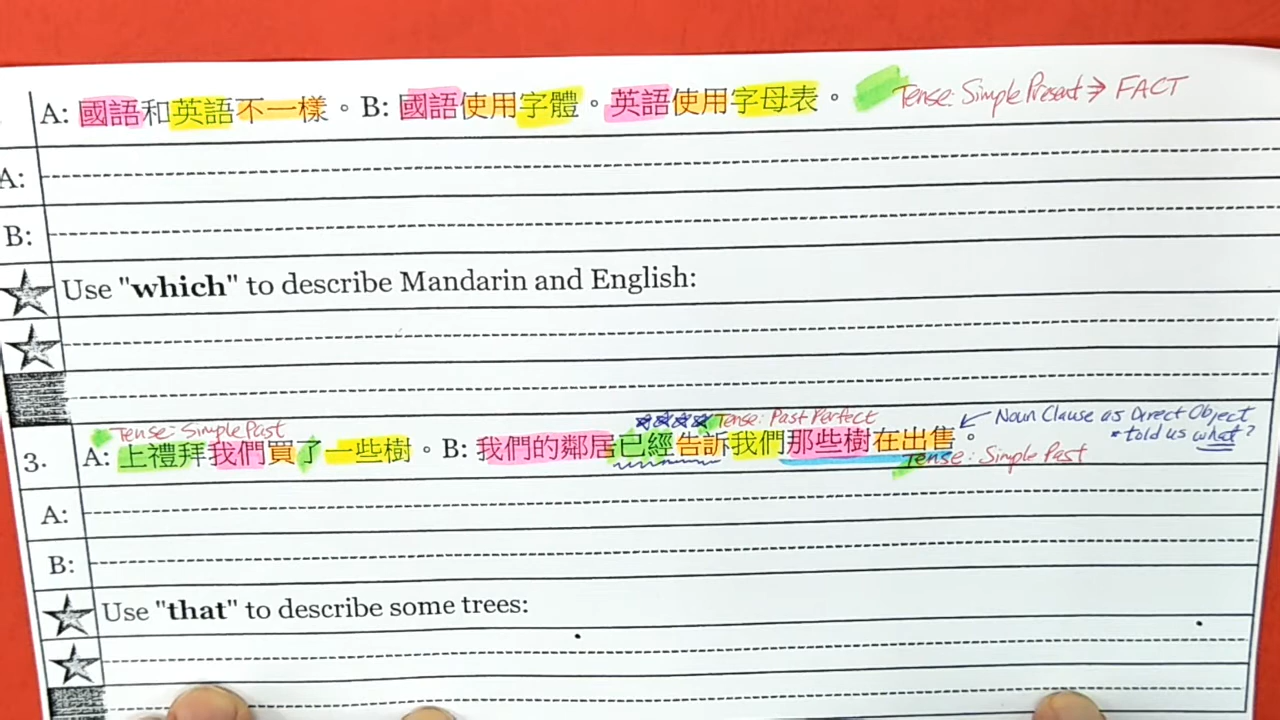 A: 國語和英語不一樣。B: 國語使用字體。英語使用字母表。 Tense: Simple Present → FACT
A:
B:
Use "which" to describe Mandarin and English:
Tense: Simple Past ☆☆☆☆ Tense: Past Perfect ← Noun Clause as Direct Object
* told us what?
3. A: 上禮拜我們買了一些樹。B: 我們的鄰居已經告訴我們那些樹在出售。
Tense: Simple Past
A:
B:
Use "that" to describe some trees: